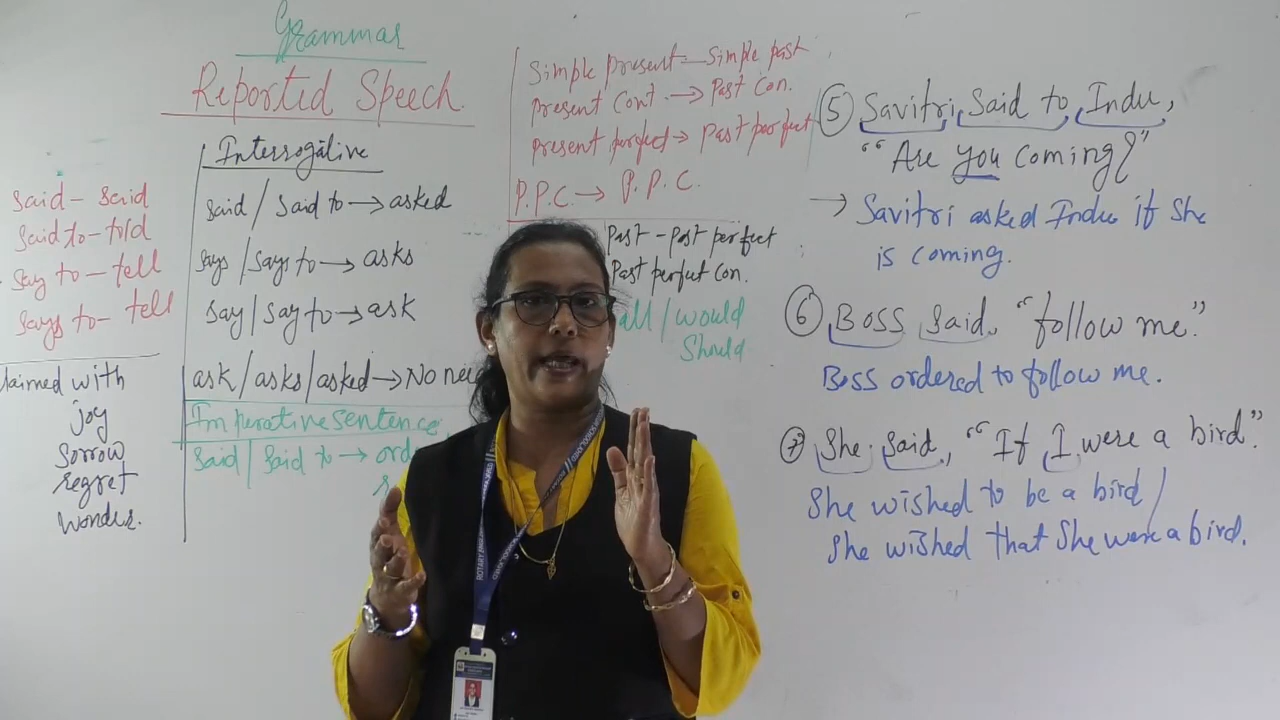 Grammar
Reported Speech
said - said
Said to - told
Say to - tell
Says to - tell
claimed with
joy
Sorrow
regret
Wonder.
Interrogative
said / Said to → asked
Says / Says to → asks
Say / Say to → ask
ask / asks / asked → No nee
Imperative sentence
Said / Said to → ord
Simple present - Simple past
Present Cont. → Past Con.
Present perfect → Past perfect
P.P.C. → P.P.C.
Past - Past perfect
Past perfect Con.
all / would
Should
5 Savitri Said to Indu,
"Are you coming?"
→ Savitri asked Indu if She
is coming.
6 Boss said, "follow me."
Boss ordered to follow me.
7 She said, "If I were a bird."
She wished to be a bird /
She wished that She were a bird.
ROTARY ENGLISH